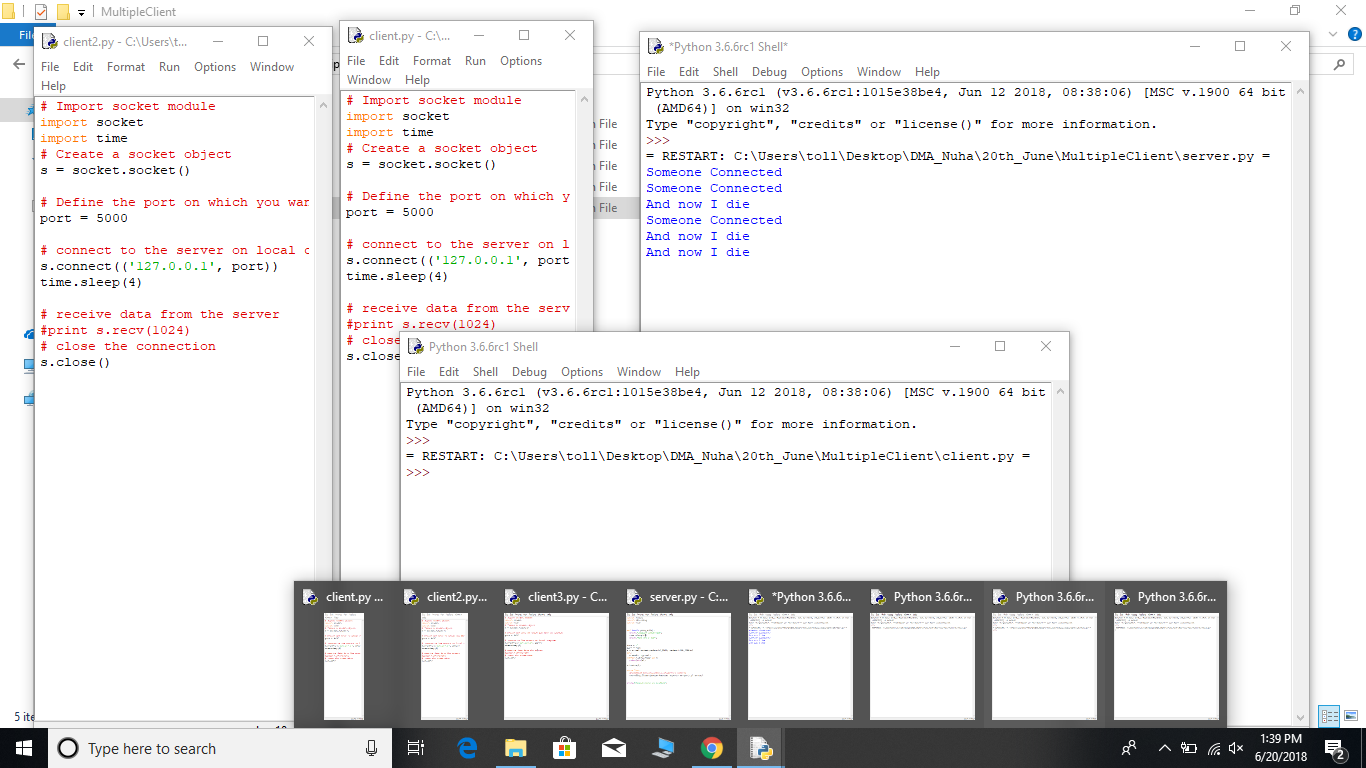 MultipleClient
File
client2.py - C:\Users\t...
File Edit Format Run Options Window
Help
# Import socket module
import socket
import time
# Create a socket object
s = socket.socket()
# Define the port on which you wan
port = 5000
# connect to the server on local c
s.connect(('127.0.0.1', port))
time.sleep(4)
# receive data from the server
#print s.recv(1024)
# close the connection
s.close()
client.py - C:\...
File Edit Format Run Options
Window Help
# Import socket module
import socket
import time
# Create a socket object
s = socket.socket()
# Define the port on which y
port = 5000
# connect to the server on l
s.connect(('127.0.0.1', port
time.sleep(4)
# receive data from the serv
#print s.recv(1024)
# close
s.close
n File
n File
n File
n File
n File
*Python 3.6.6rc1 Shell*
File Edit Shell Debug Options Window Help
Python 3.6.6rc1 (v3.6.6rc1:1015e38be4, Jun 12 2018, 08:38:06) [MSC v.1900 64 bit
(AMD64)] on win32
Type "copyright", "credits" or "license()" for more information.
>>>
= RESTART: C:\Users\toll\Desktop\DMA_Nuha\20th_June\MultipleClient\server.py =
Someone Connected
Someone Connected
And now I die
Someone Connected
And now I die
And now I die
Python 3.6.6rc1 Shell
File Edit Shell Debug Options Window Help
Python 3.6.6rc1 (v3.6.6rc1:1015e38be4, Jun 12 2018, 08:38:06) [MSC v.1900 64 bit
(AMD64)] on win32
Type "copyright", "credits" or "license()" for more information.
>>>
= RESTART: C:\Users\toll\Desktop\DMA_Nuha\20th_June\MultipleClient\client.py =
>>>
5 ite
client.py ... client2.py... client3.py - C... server.py - C:... *Python 3.6.6... Python 3.6.6r... Python 3.6.6r... Python 3.6.6r...
Type here to search
1:39 PM
6/20/2018
2